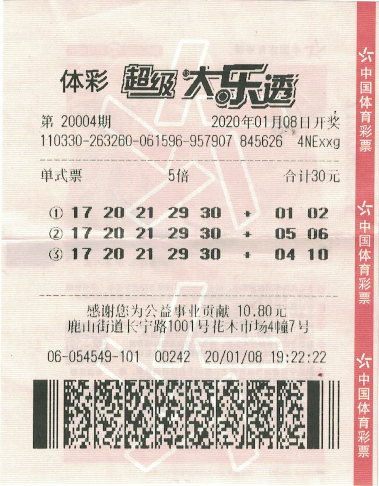 体彩 超级大乐透
第 20004期 2020年01月08日开奖
110330-263260-061596-957907 845626 4NExxg
单式票 5倍 合计30元
① 17 20 21 29 30 + 01 02
② 17 20 21 29 30 + 05 06
③ 17 20 21 29 30 + 04 10
感谢您为公益事业贡献 10.80元
鹿山街道长宁路1001号花木市场4幢7号
06-054549-101 00242 20/01/08 19:22:22
中国体育彩票
中国体育彩票
中国体育彩票